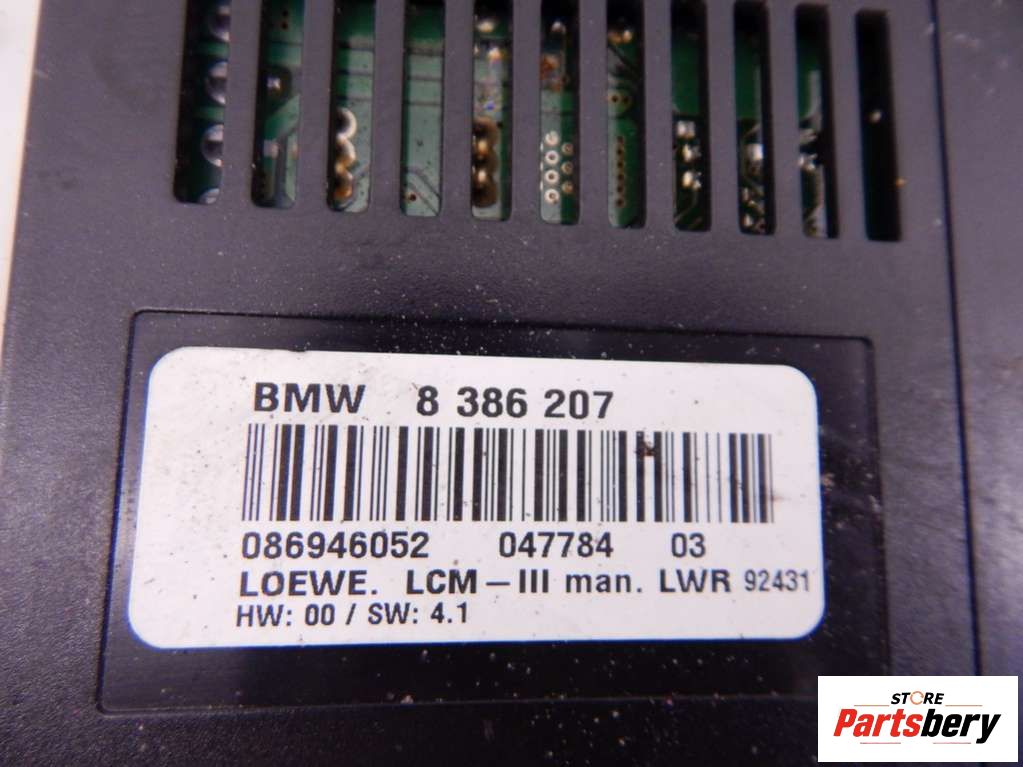 BMW 8 386 207
086946052 047784 03
LOEWE. LCM-III man. LWR 92431
HW: 00 / SW: 4.1
STORE
Partsbery